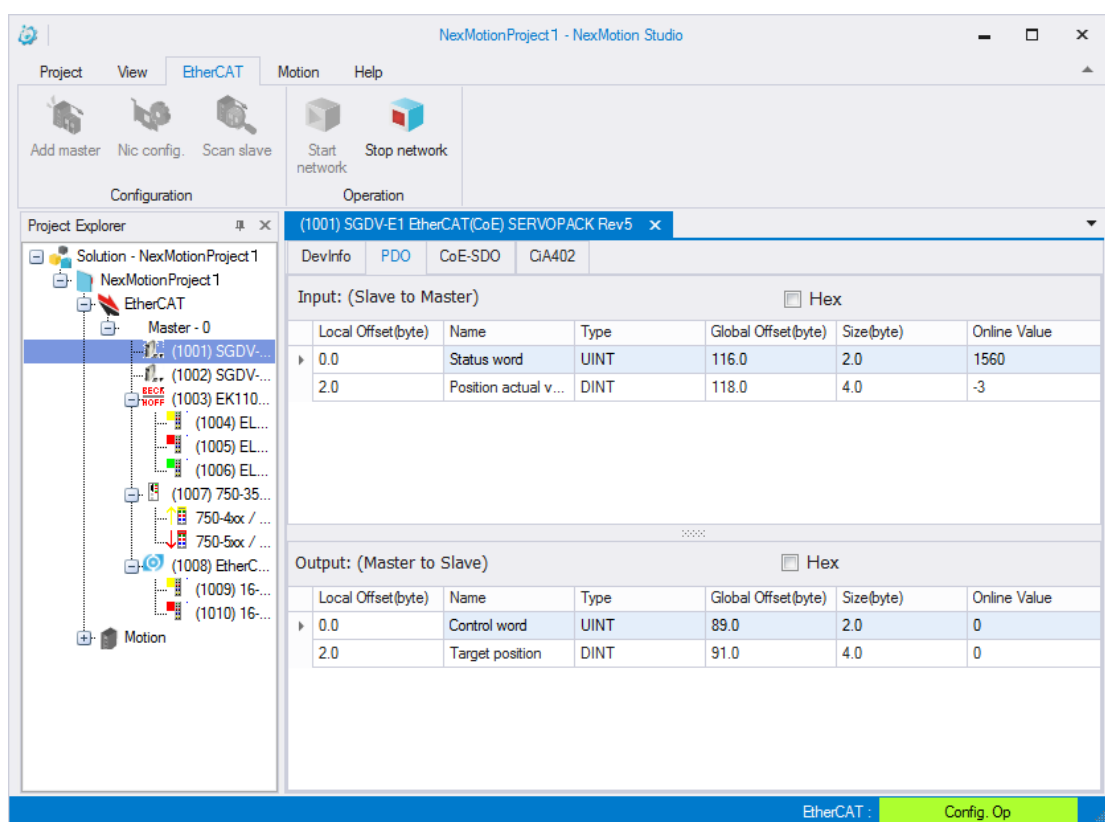 NexMotionProject1 - NexMotion Studio
Project View EtherCAT Motion Help
Add master Nic config. Scan slave Start network Stop network
Configuration Operation
Project Explorer
Solution - NexMotionProject1
NexMotionProject1
EtherCAT
Master - 0
(1001) SGDV-...
(1002) SGDV-...
BECK HOFF (1003) EK110...
(1004) EL...
(1005) EL...
(1006) EL...
(1007) 750-35...
750-4xx / ...
750-5xx / ...
(1008) EtherC...
(1009) 16-...
(1010) 16-...
Motion
(1001) SGDV-E1 EtherCAT(CoE) SERVOPACK Rev5
DevInfo PDO CoE-SDO CiA402
Input: (Slave to Master) Hex
Local Offset(byte) Name Type Global Offset(byte) Size(byte) Online Value
0.0 Status word UINT 116.0 2.0 1560
2.0 Position actual v... DINT 118.0 4.0 -3
Output: (Master to Slave) Hex
Local Offset(byte) Name Type Global Offset(byte) Size(byte) Online Value
0.0 Control word UINT 89.0 2.0 0
2.0 Target position DINT 91.0 4.0 0
EtherCAT : Config. Op